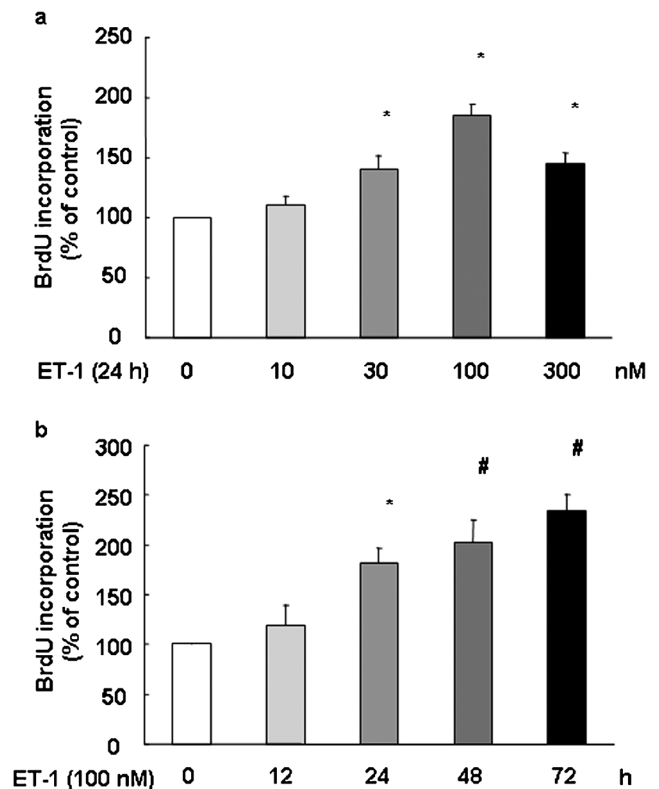 a
BrdU incorporation
(% of control)
250
200
150
100
50
0
*
*
*
ET-1 (24 h) 0 10 30 100 300 nM
b
BrdU incorporation
(% of control)
300
250
200
150
100
50
0
*
#
#
ET-1 (100 nM) 0 12 24 48 72 h